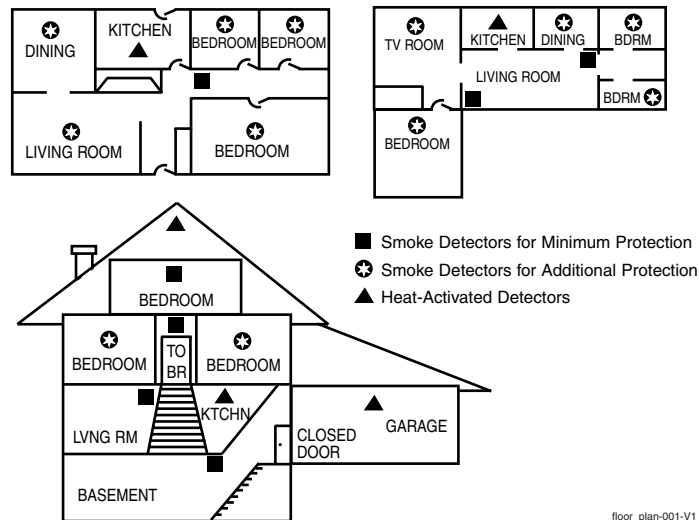 DINING
KITCHEN
BEDROOM
BEDROOM
LIVING ROOM
BEDROOM
TV ROOM
KITCHEN
DINING
BDRM
LIVING ROOM
BDRM
BEDROOM
Smoke Detectors for Minimum Protection
Smoke Detectors for Additional Protection
Heat-Activated Detectors
BEDROOM
BEDROOM
TO
BR
BEDROOM
LVNG RM
KTCHN
CLOSED
DOOR
GARAGE
BASEMENT
floor_plan-001-V1